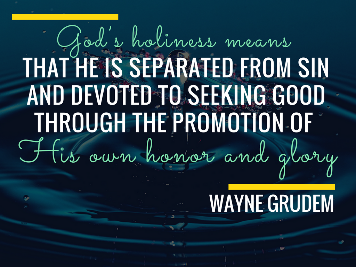 God's holiness means
THAT HE IS SEPARATED FROM SIN
AND DEVOTED TO SEEKING GOOD
THROUGH THE PROMOTION OF
His own honor and glory
WAYNE GRUDEM